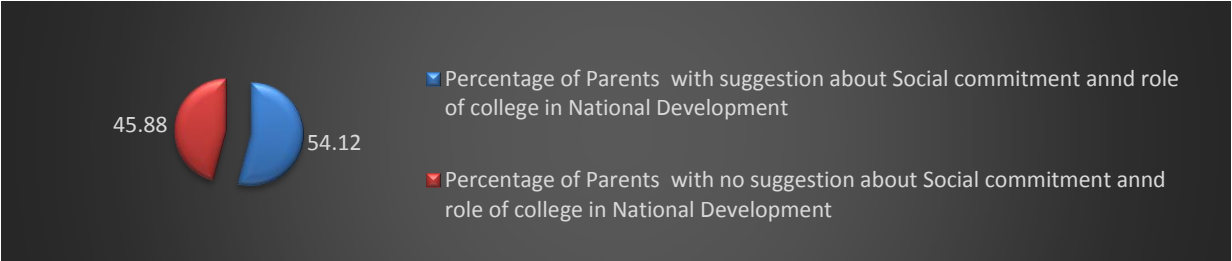 45.88
54.12
Percentage of Parents with suggestion about Social commitment annd role
of college in National Development
Percentage of Parents with no suggestion about Social commitment annd
role of college in National Development